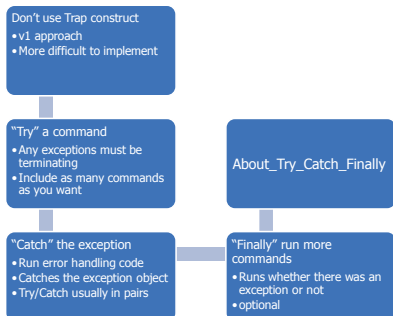 Don't use Trap construct
•v1 approach
•More difficult to implement
"Try" a command
•Any exceptions must be
terminating
•Include as many commands
as you want
"Catch" the exception
•Run error handling code
•Catches the exception object
•Try/Catch usually in pairs
"Finally" run more
commands
•Runs whether there was an
exception or not
•optional
About_Try_Catch_Finally